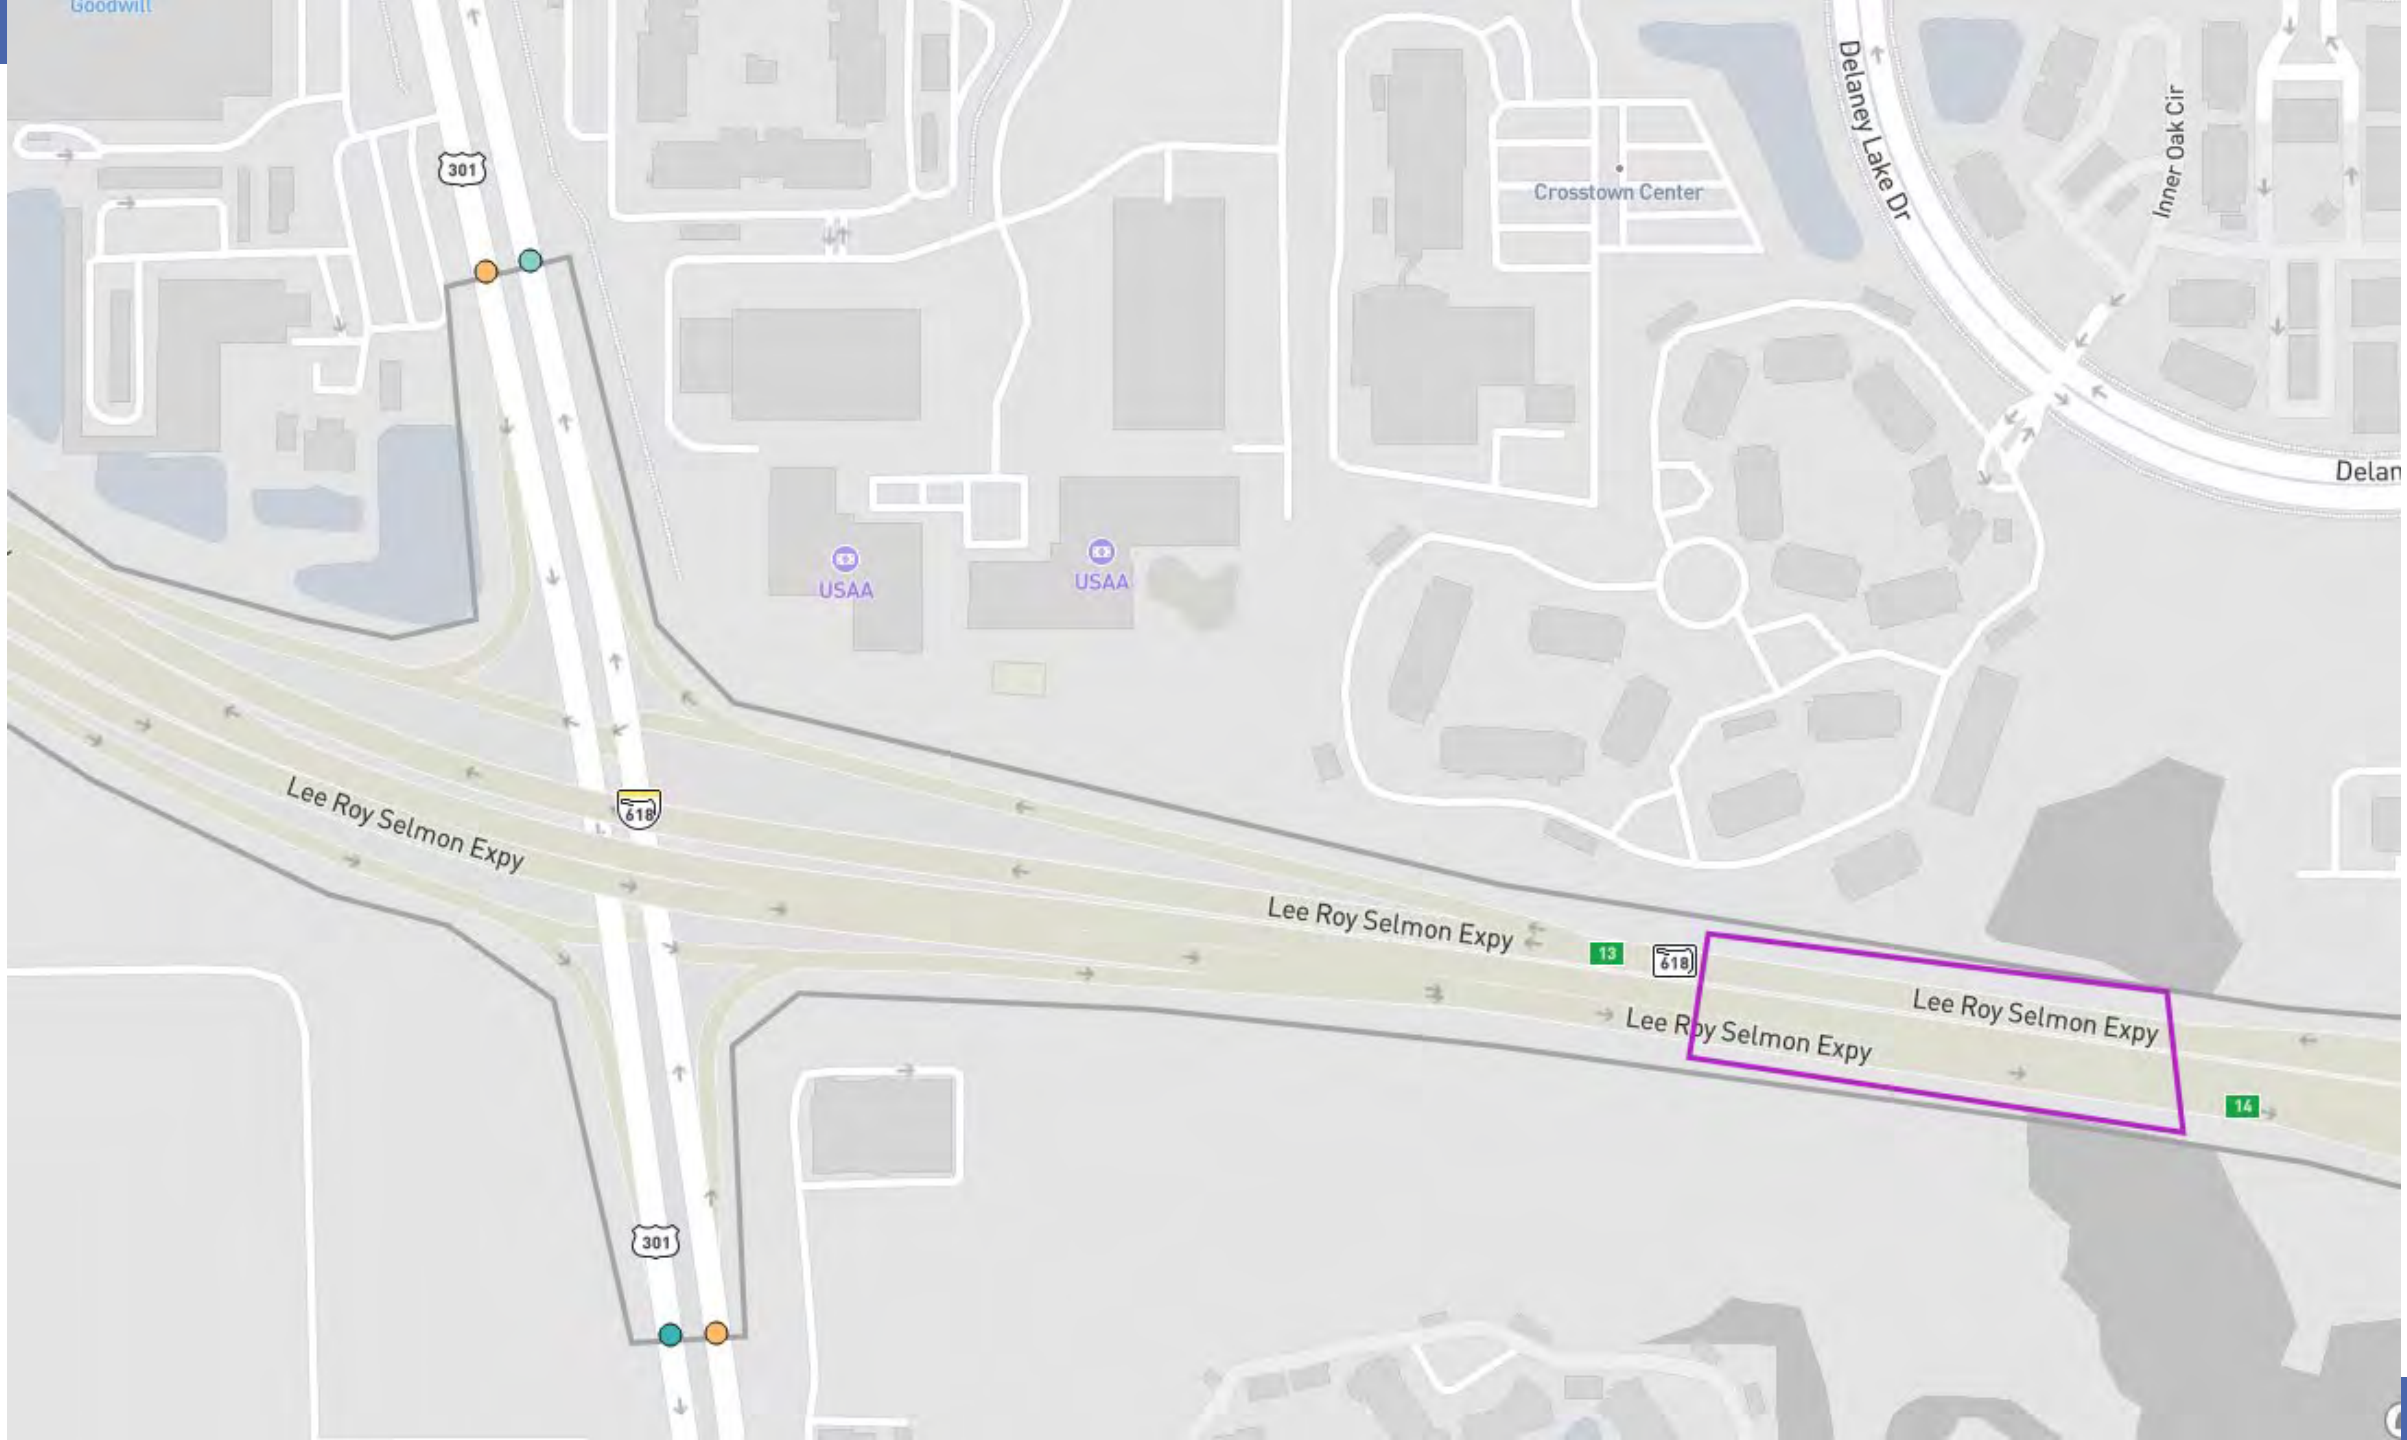 Goodwill
301
Delaney Lake Dr
Inner Oak Cir
Crosstown Center
Delan
USAA
USAA
618
Lee Roy Selmon Expy
Lee Roy Selmon Expy
13
618
Lee Roy Selmon Expy
Lee Roy Selmon Expy
14
301